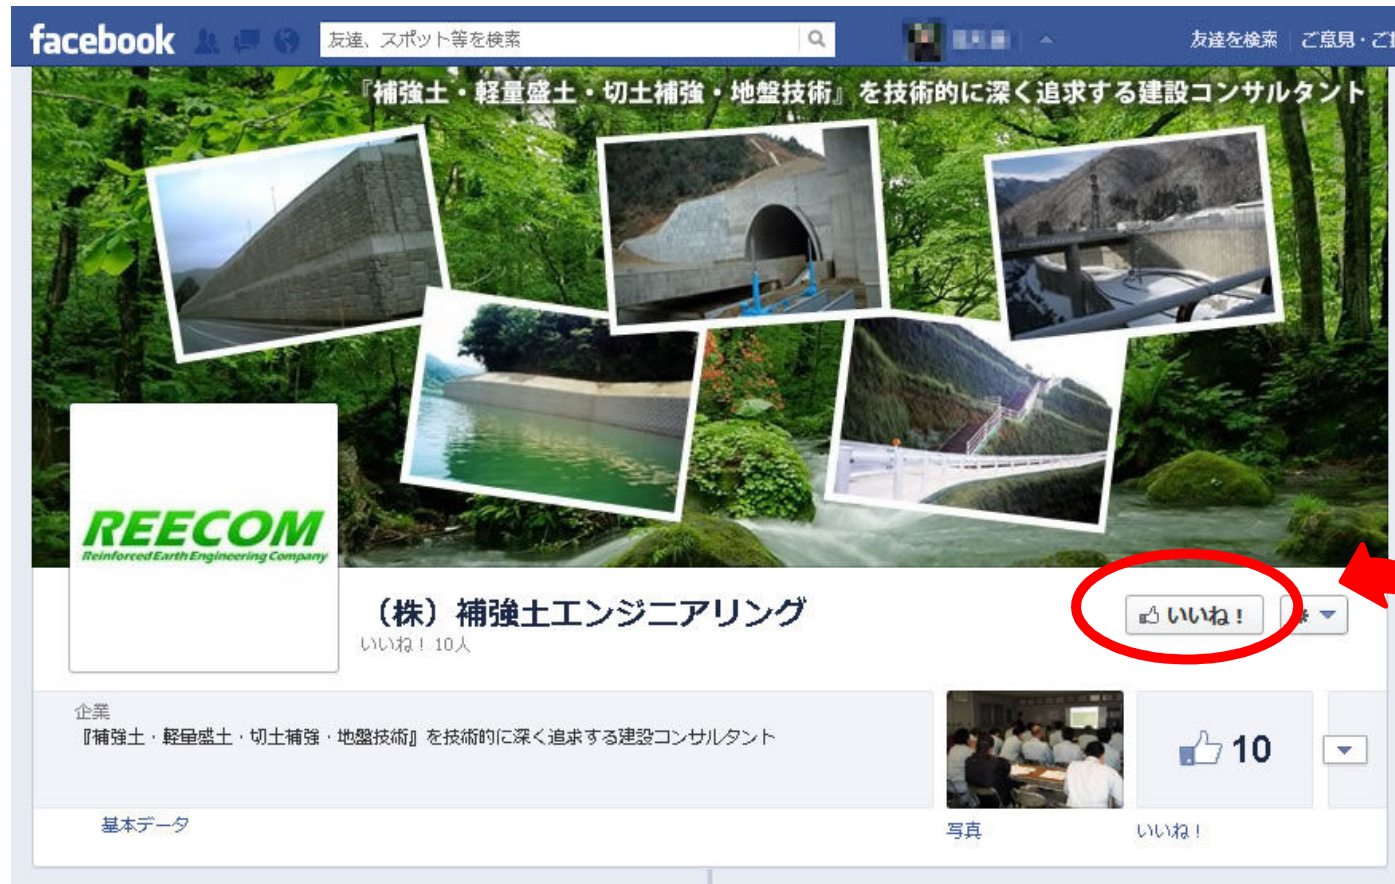 facebook
友達、スポット等を検索
友達を検索
ご意見・ご
『補強土・軽量盛土・切土補強・地盤技術』を技術的に深く追求する建設コンサルタント
REECOM
Reinforced Earth Engineering Company
（株）補強土エンジニアリング
いいね！
いいね！10人
企業
『補強土・軽量盛土・切土補強・地盤技術』を技術的に深く追求する建設コンサルタント
10
基本データ
写真
いいね！